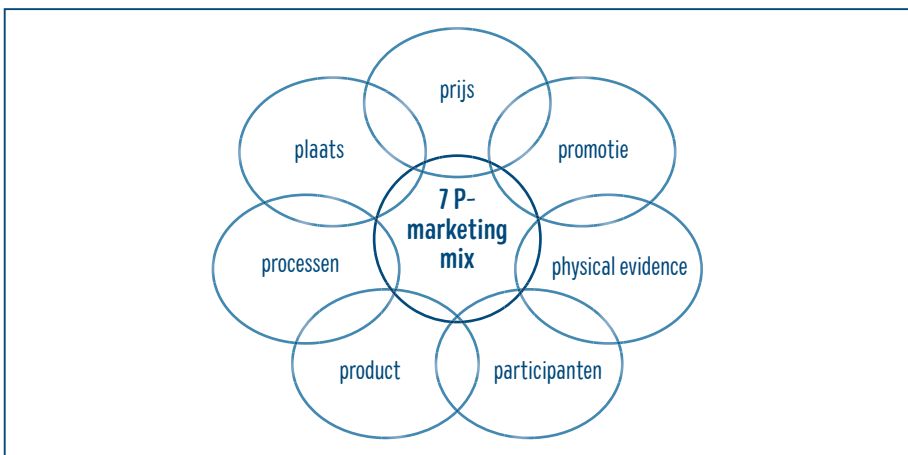 prijs
plaats
promotie
7 P-
marketing
mix
processen
physical evidence
product
participanten